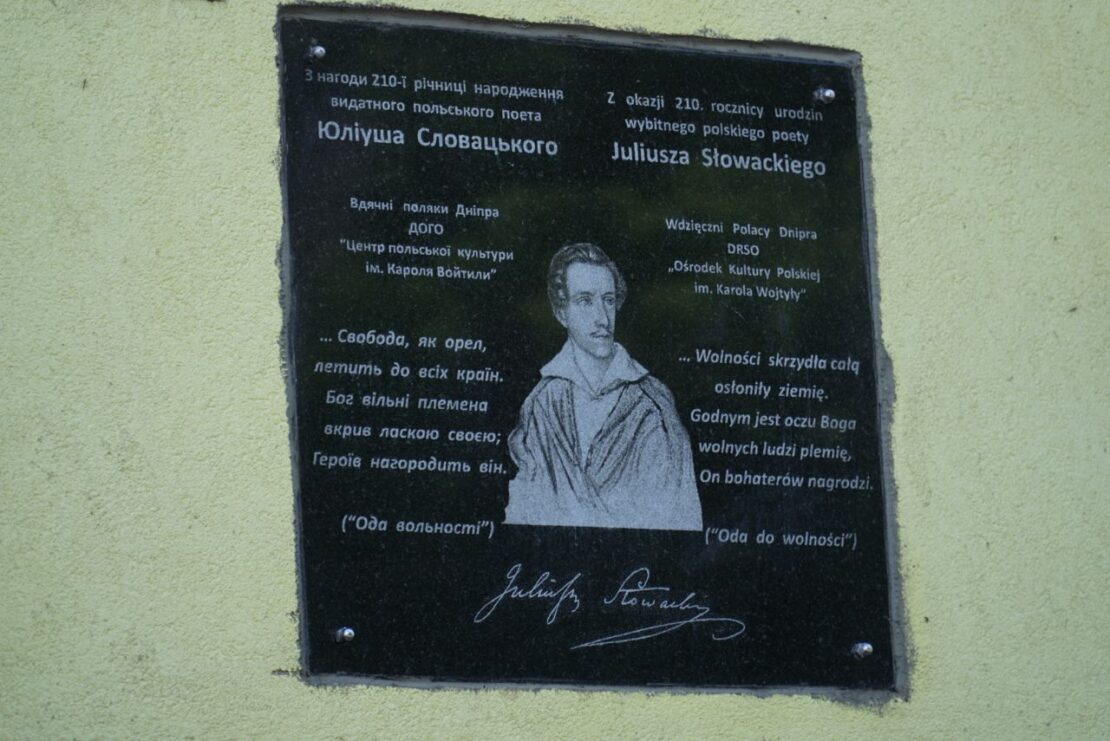 З нагоди 210-ї річниці народження
видатного польського поета
Юліуша Словацького
Вдячні поляки Дніпра
ДОГО
"Центр польської культури
ім. Кароля Войтили"
... Свобода, як орел,
летить до всіх країн.
Бог вільні племена
вкрив ласкою своєю;
Героїв нагородить він.
("Ода вольності")
Z okazji 210. rocznicy urodzin
wybitnego polskiego poety
Juliusza Słowackiego
Wdzięczni Polacy Dnipra
DRSO
„Ośrodek Kultury Polskiej
im. Karola Wojtyły"
... Wolności skrzydła całą
osłoniły ziemię.
Godnym jest oczu Boga
wolnych ludzi plemię,
On bohaterów nagrodzi.
("Oda do wolności")
Juliusz Słowacki